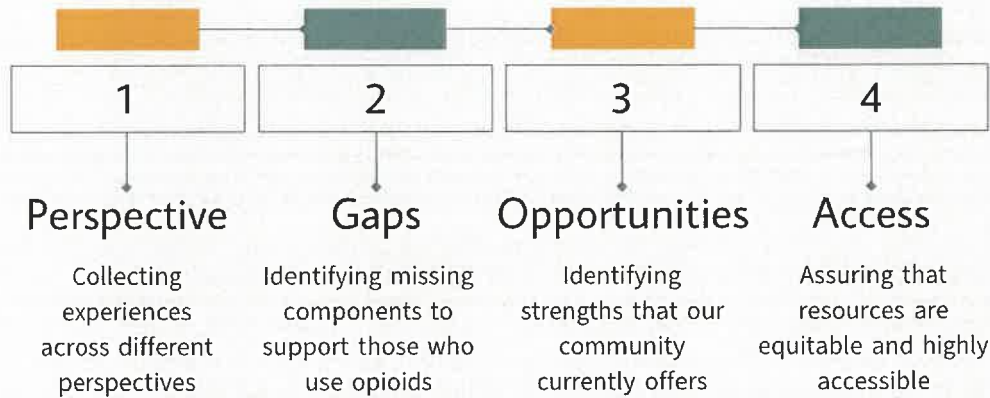 1
2
3
4
Perspective
Gaps
Opportunities
Access
Collecting
experiences
across different
perspectives
Identifying missing
components to
support those who
use opioids
Identifying
strengths that our
community
currently offers
Assuring that
resources are
equitable and highly
accessible